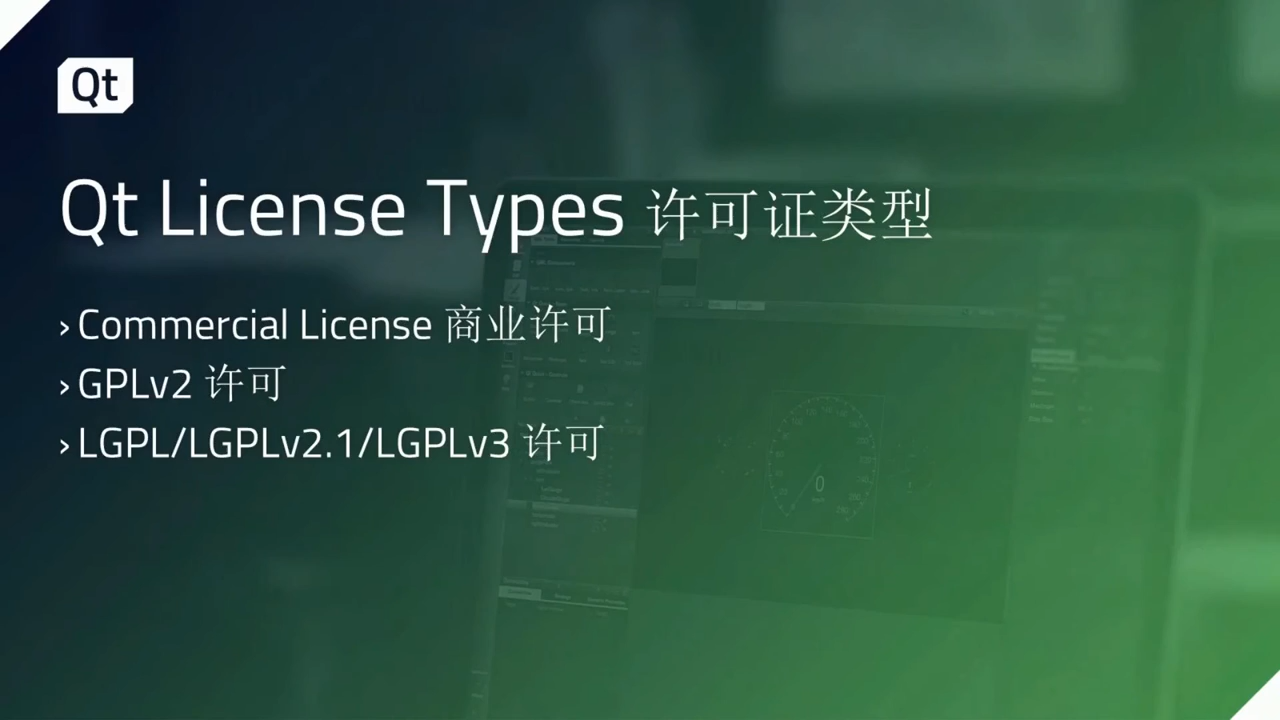 Qt
Qt License Types 许可证类型
› Commercial License 商业许可
› GPLv2 许可
› LGPL/LGPLv2.1/LGPLv3 许可
0